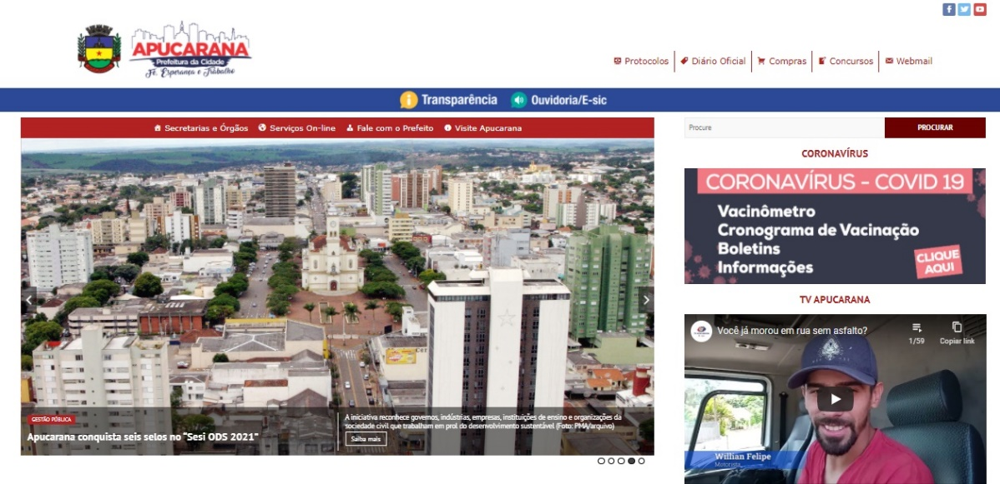 APUCARANA
Prefeitura da Cidade
Fé, Esperança e Trabalho
Protocolos
Diário Oficial
Compras
Concursos
Webmail
Transparência
Ouvidoria/E-sic
Secretarias e Órgãos
Serviços On-line
Fale com o Prefeito
Visite Apucarana
GESTÃO PÚBLICA
Apucarana conquista seis selos no "Sesi ODS 2021"
A iniciativa reconhece governos, indústrias, empresas, instituições de ensino e organizações da
sociedade civil que trabalham em prol do desenvolvimento sustentável (Foto: PMA/arquivo)
Saiba mais
Procure
PROCURAR
CORONAVÍRUS
CORONAVÍRUS - COVID 19
Vacinômetro
Cronograma de Vacinação
Boletins
Informações
CLIQUE
AQUI
TV APUCARANA
Você já morou em rua sem asfalto?
1/59
Copiar link
Willian Felipe
Motorista